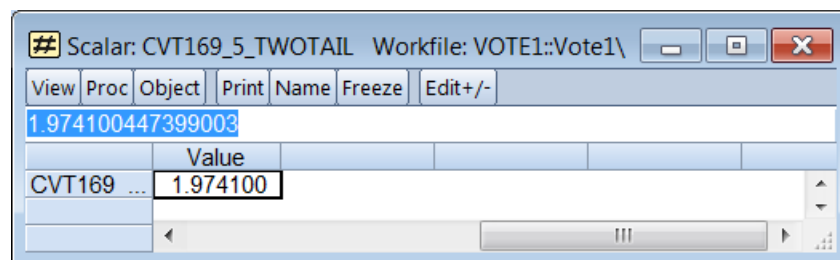 Scalar: CVT169_5_TWOTAIL Workfile: VOTE1::Vote1\
View Proc Object Print Name Freeze Edit+/-
1.974100447399003
Value
CVT169 ... 1.974100